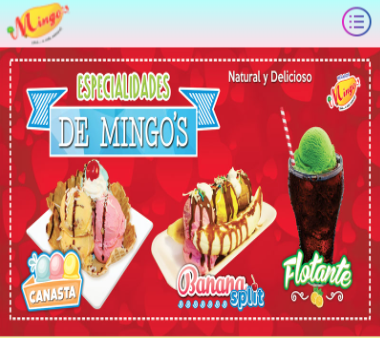 Mingo's
ESPECIALIDADES
DE MINGO'S
Natural y Delicioso
Mingo's
CANASTA
Banana
split
Flotante